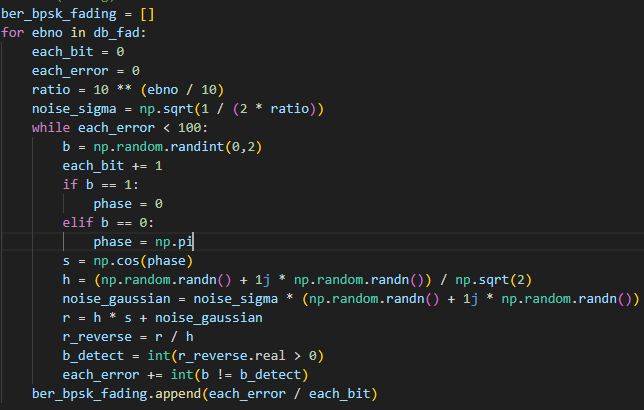 ber_bpsk_fading = []
for ebno in db_fad:
    each_bit = 0
    each_error = 0
    ratio = 10 ** (ebno / 10)
    noise_sigma = np.sqrt(1 / (2 * ratio))
    while each_error < 100:
        b = np.random.randint(0,2)
        each_bit += 1
        if b == 1:
            phase = 0
        elif b == 0:
            phase = np.pi
        s = np.cos(phase)
        h = (np.random.randn() + 1j * np.random.randn()) / np.sqrt(2)
        noise_gaussian = noise_sigma * (np.random.randn() + 1j * np.random.randn())
        r = h * s + noise_gaussian
        r_reverse = r / h
        b_detect = int(r_reverse.real > 0)
        each_error += int(b != b_detect)
    ber_bpsk_fading.append(each_error / each_bit)